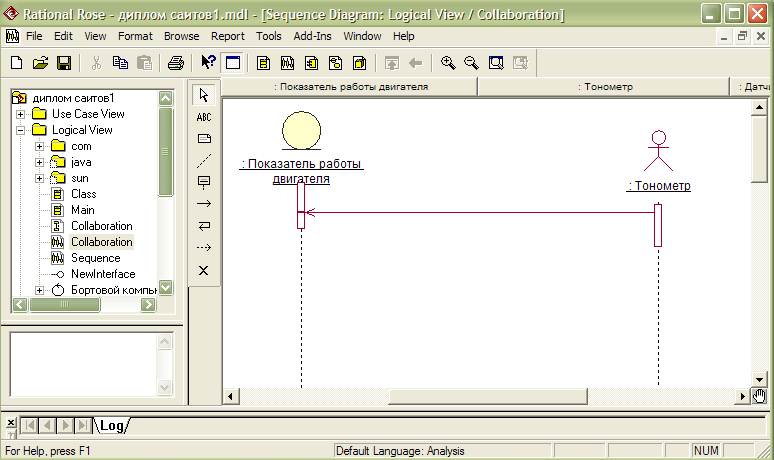 Rational Rose - диплом саитов1.mdl - [Sequence Diagram: Logical View / Collaboration]
File Edit View Format Browse Report Tools Add-Ins Window Help
: Показатель работы двигателя
: Тонометр
: Датч
диплом саитов1
Use Case View
Logical View
com
java
sun
Class
Main
Collaboration
Collaboration
Sequence
NewInterface
Бортовой компь
ABC
: Показатель работы
двигателя
: Тонометр
Log
For Help, press F1
Default Language: Analysis
NUM